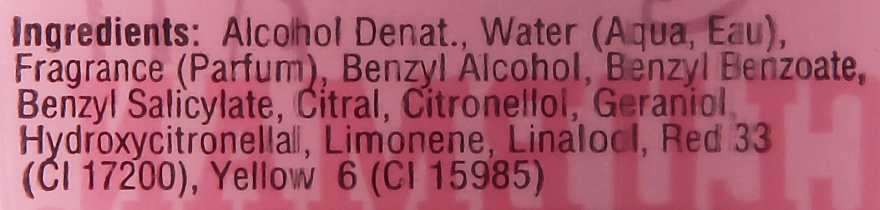 Ingredients: Alcohol Denat., Water (Aqua, Eau),
Fragrance (Parfum), Benzyl Alcohol, Benzyl Benzoate,
Benzyl Salicylate, Citral, Citronellol, Geraniol,
Hydroxycitronellal, Limonene, Linalool, Red 33
(CI 17200), Yellow 6 (CI 15985)